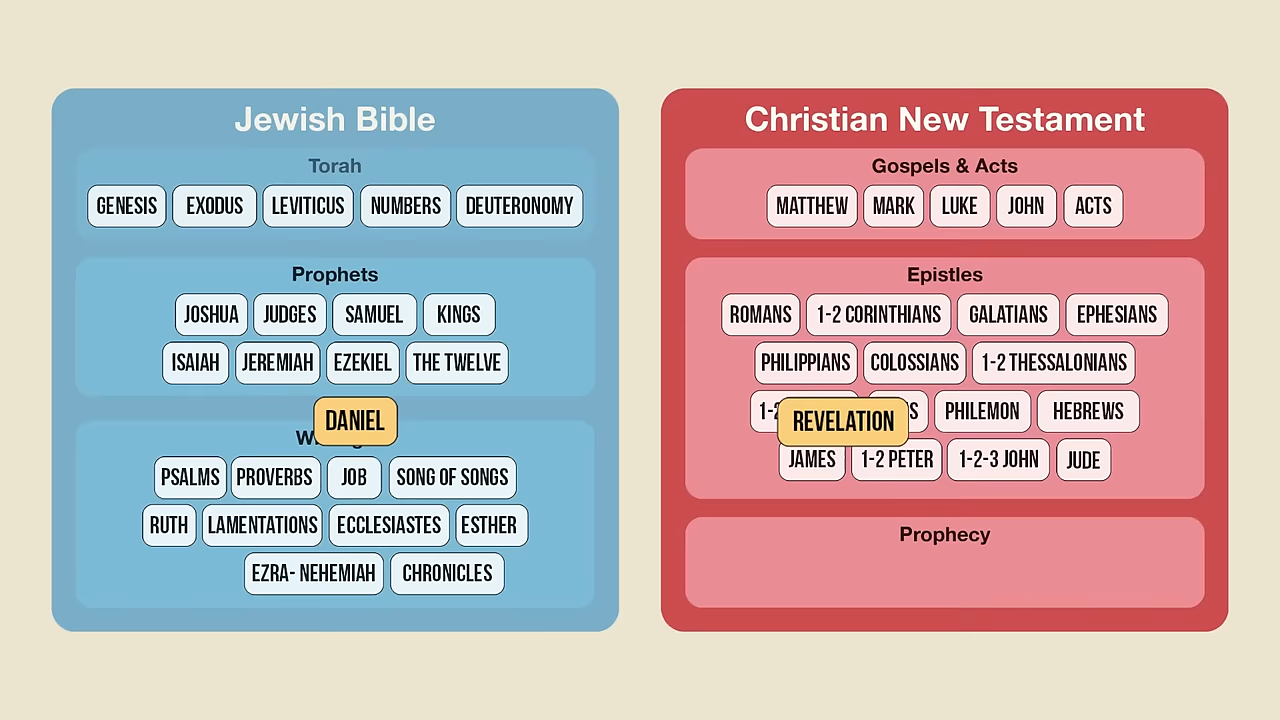 Jewish Bible
Torah
GENESIS EXODUS LEVITICUS NUMBERS DEUTERONOMY
Prophets
JOSHUA JUDGES SAMUEL KINGS
ISAIAH JEREMIAH EZEKIEL THE TWELVE
DANIEL
PSALMS PROVERBS JOB SONG OF SONGS
RUTH LAMENTATIONS ECCLESIASTES ESTHER
EZRA- NEHEMIAH CHRONICLES
Christian New Testament
Gospels & Acts
MATTHEW MARK LUKE JOHN ACTS
Epistles
ROMANS 1-2 CORINTHIANS GALATIANS EPHESIANS
PHILIPPIANS COLOSSIANS 1-2 THESSALONIANS
PHILEMON HEBREWS
REVELATION
JAMES 1-2 PETER 1-2-3 JOHN JUDE
Prophecy